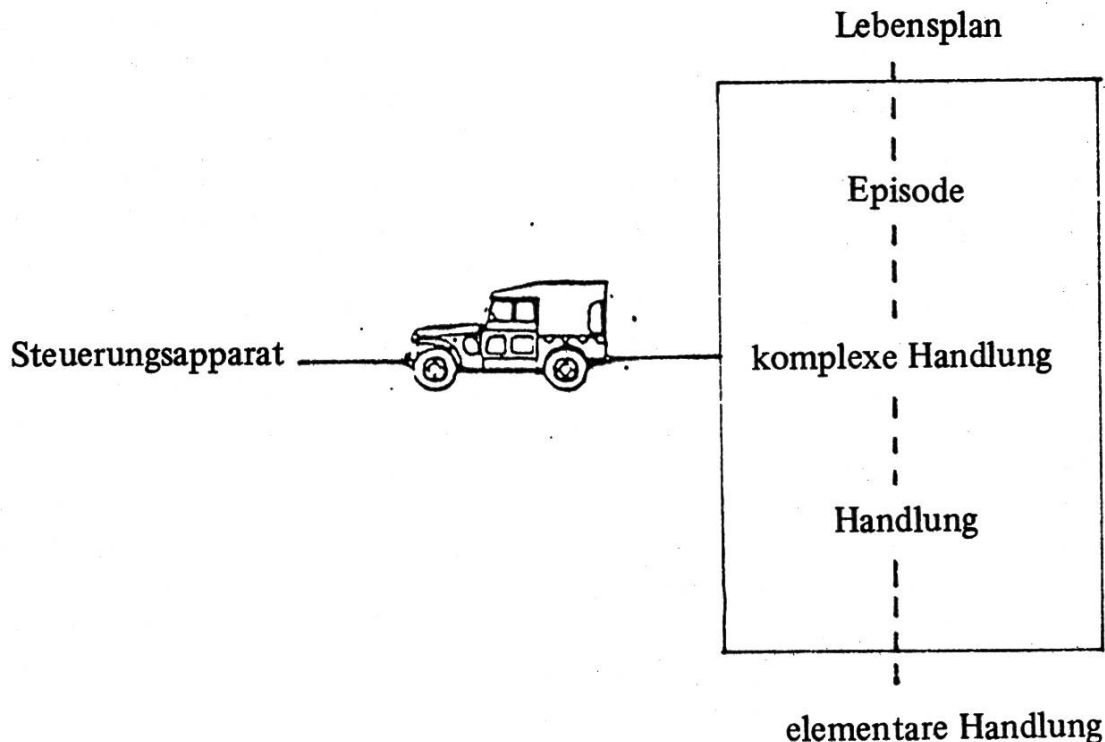 Lebensplan
Episode
Steuerungsapparat
komplexe Handlung
Handlung
elementare Handlung